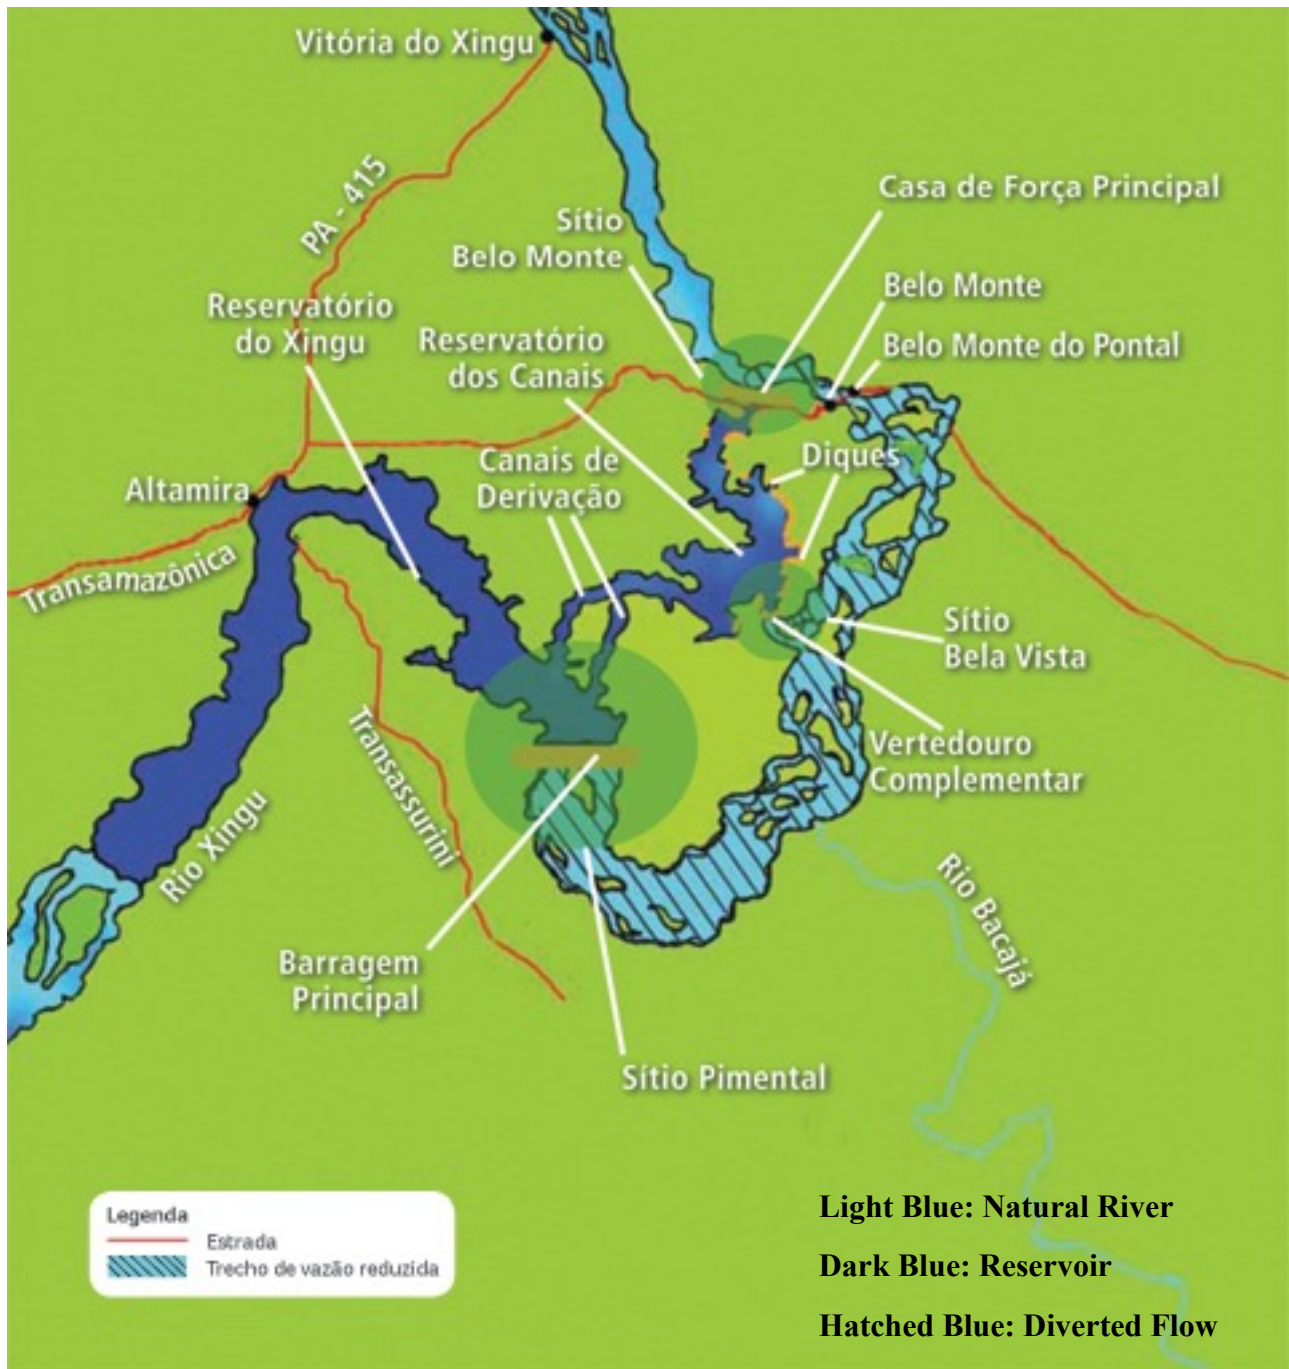 Vitória do Xingu
PA - 415
Casa de Força Principal
Sítio
Belo Monte
Belo Monte
Reservatório
do Xingu
Reservatório
dos Canais
Belo Monte do Pontal
Canais de
Derivação
Diques
Altamira
Transamazônica
Sítio
Bela Vista
Transassurini
Vertedouro
Complementar
Rio Xingu
Rio Bacajá
Barragem
Principal
Sítio Pimental
Legenda
Estrada
Trecho de vazão reduzida
Light Blue: Natural River
Dark Blue: Reservoir
Hatched Blue: Diverted Flow